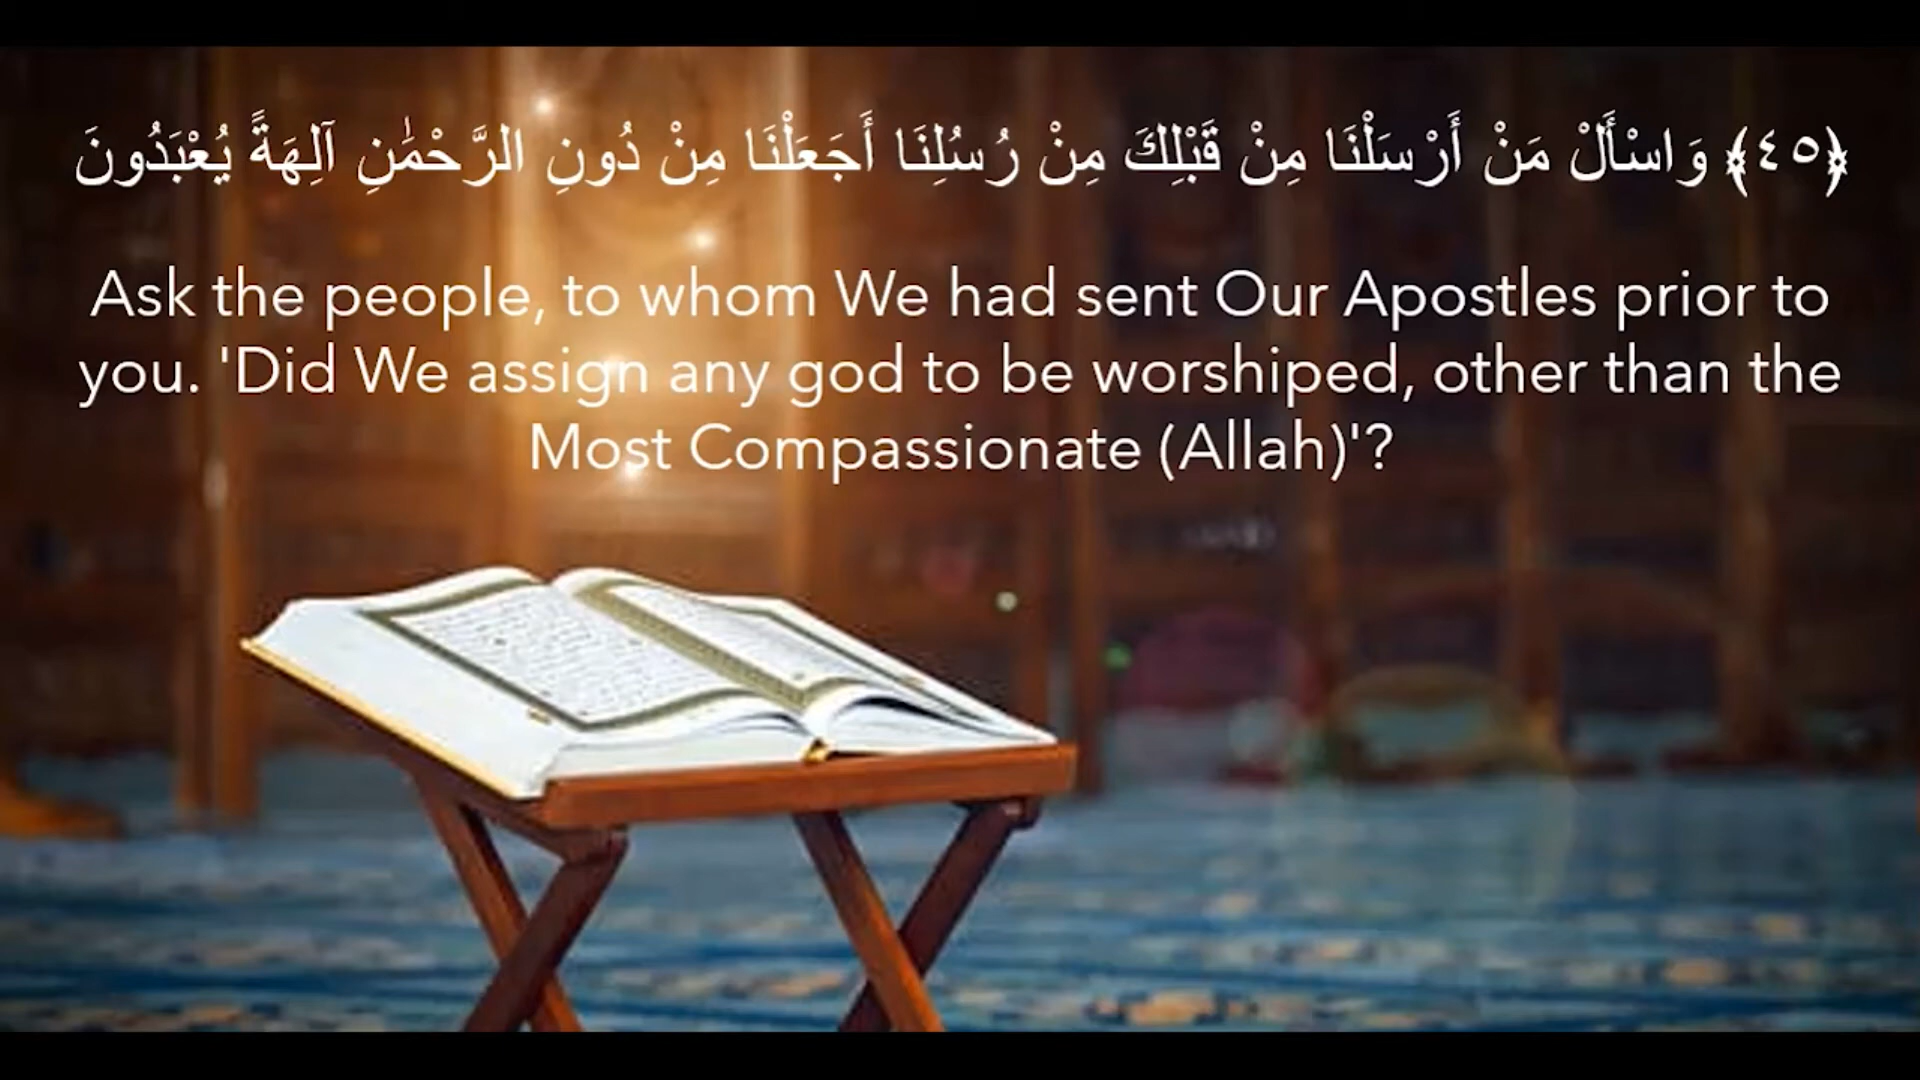 ﴿٤٥﴾ وَاسْأَلْ مَنْ أَرْسَلْنَا مِنْ قَبْلِكَ مِنْ رُسُلِنَا أَجَعَلْنَا مِنْ دُونِ الرَّحْمَٰنِ آلِهَةً يُعْبَدُونَ
Ask the people, to whom We had sent Our Apostles prior to
you. 'Did We assign any god to be worshiped, other than the
Most Compassionate (Allah)'?